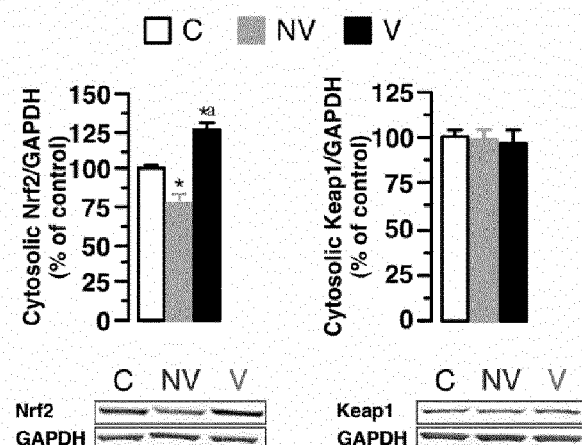 C NV V
Cytosolic Nrf2/GAPDH
(% of control)
150
125
100
75
50
25
0
*
*a
Cytosolic Keap1/GAPDH
(% of control)
125
100
75
50
25
0
C NV V
Nrf2
GAPDH
C NV V
Keap1
GAPDH